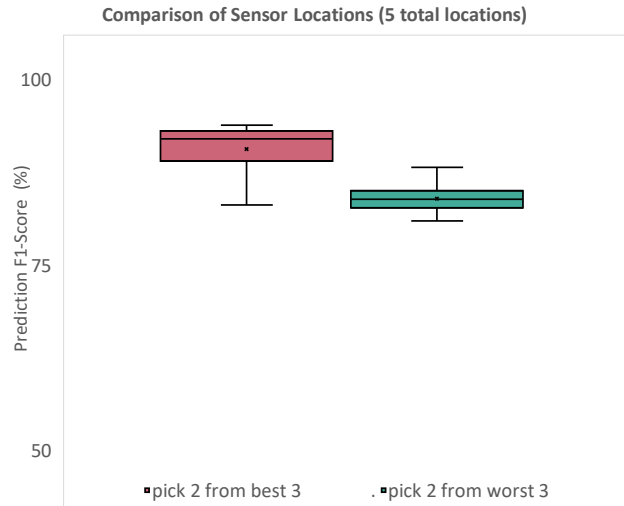 Comparison of Sensor Locations (5 total locations)
Prediction F1-Score (%)
100
75
50
pick 2 from best 3
. pick 2 from worst 3